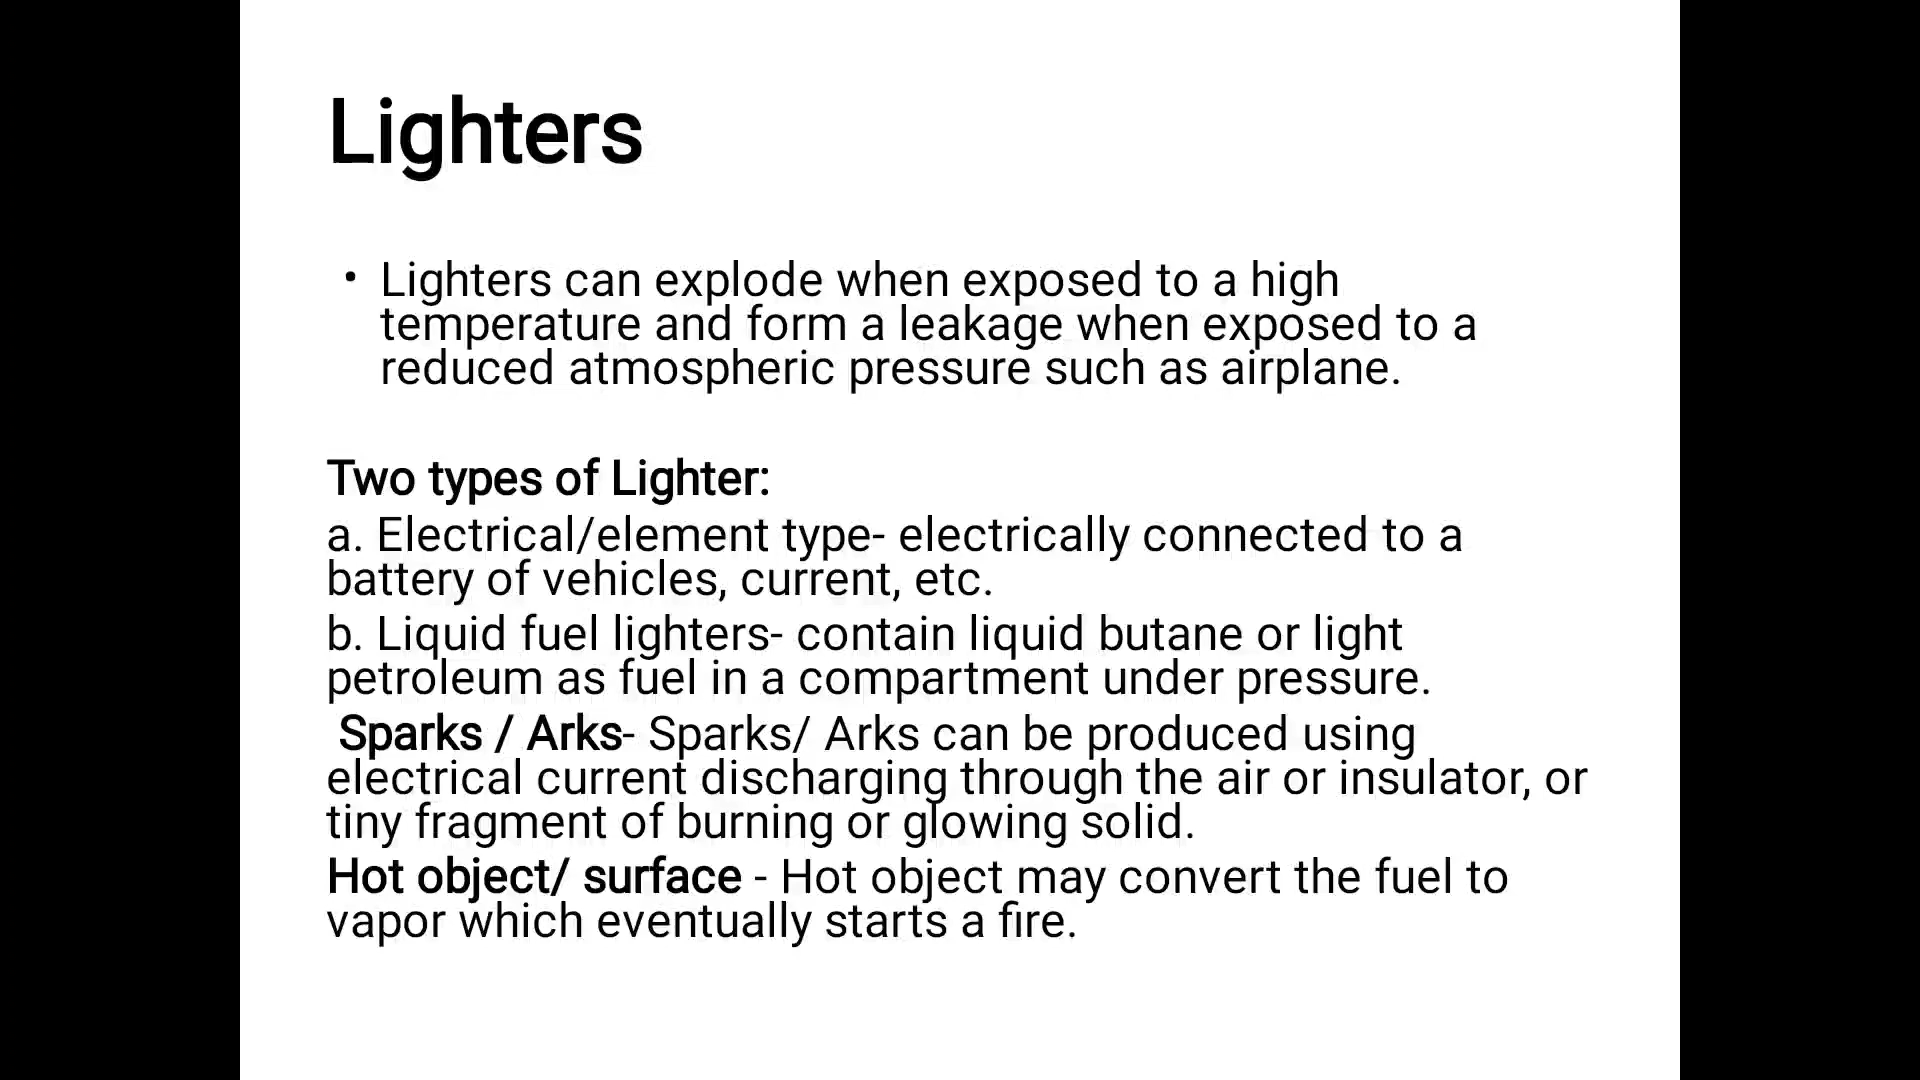 Lighters
• Lighters can explode when exposed to a high
temperature and form a leakage when exposed to a
reduced atmospheric pressure such as airplane.
Two types of Lighter:
a. Electrical/element type- electrically connected to a
battery of vehicles, current, etc.
b. Liquid fuel lighters- contain liquid butane or light
petroleum as fuel in a compartment under pressure.
Sparks / Arks- Sparks/ Arks can be produced using
electrical current discharging through the air or insulator, or
tiny fragment of burning or glowing solid.
Hot object/ surface - Hot object may convert the fuel to
vapor which eventually starts a fire.